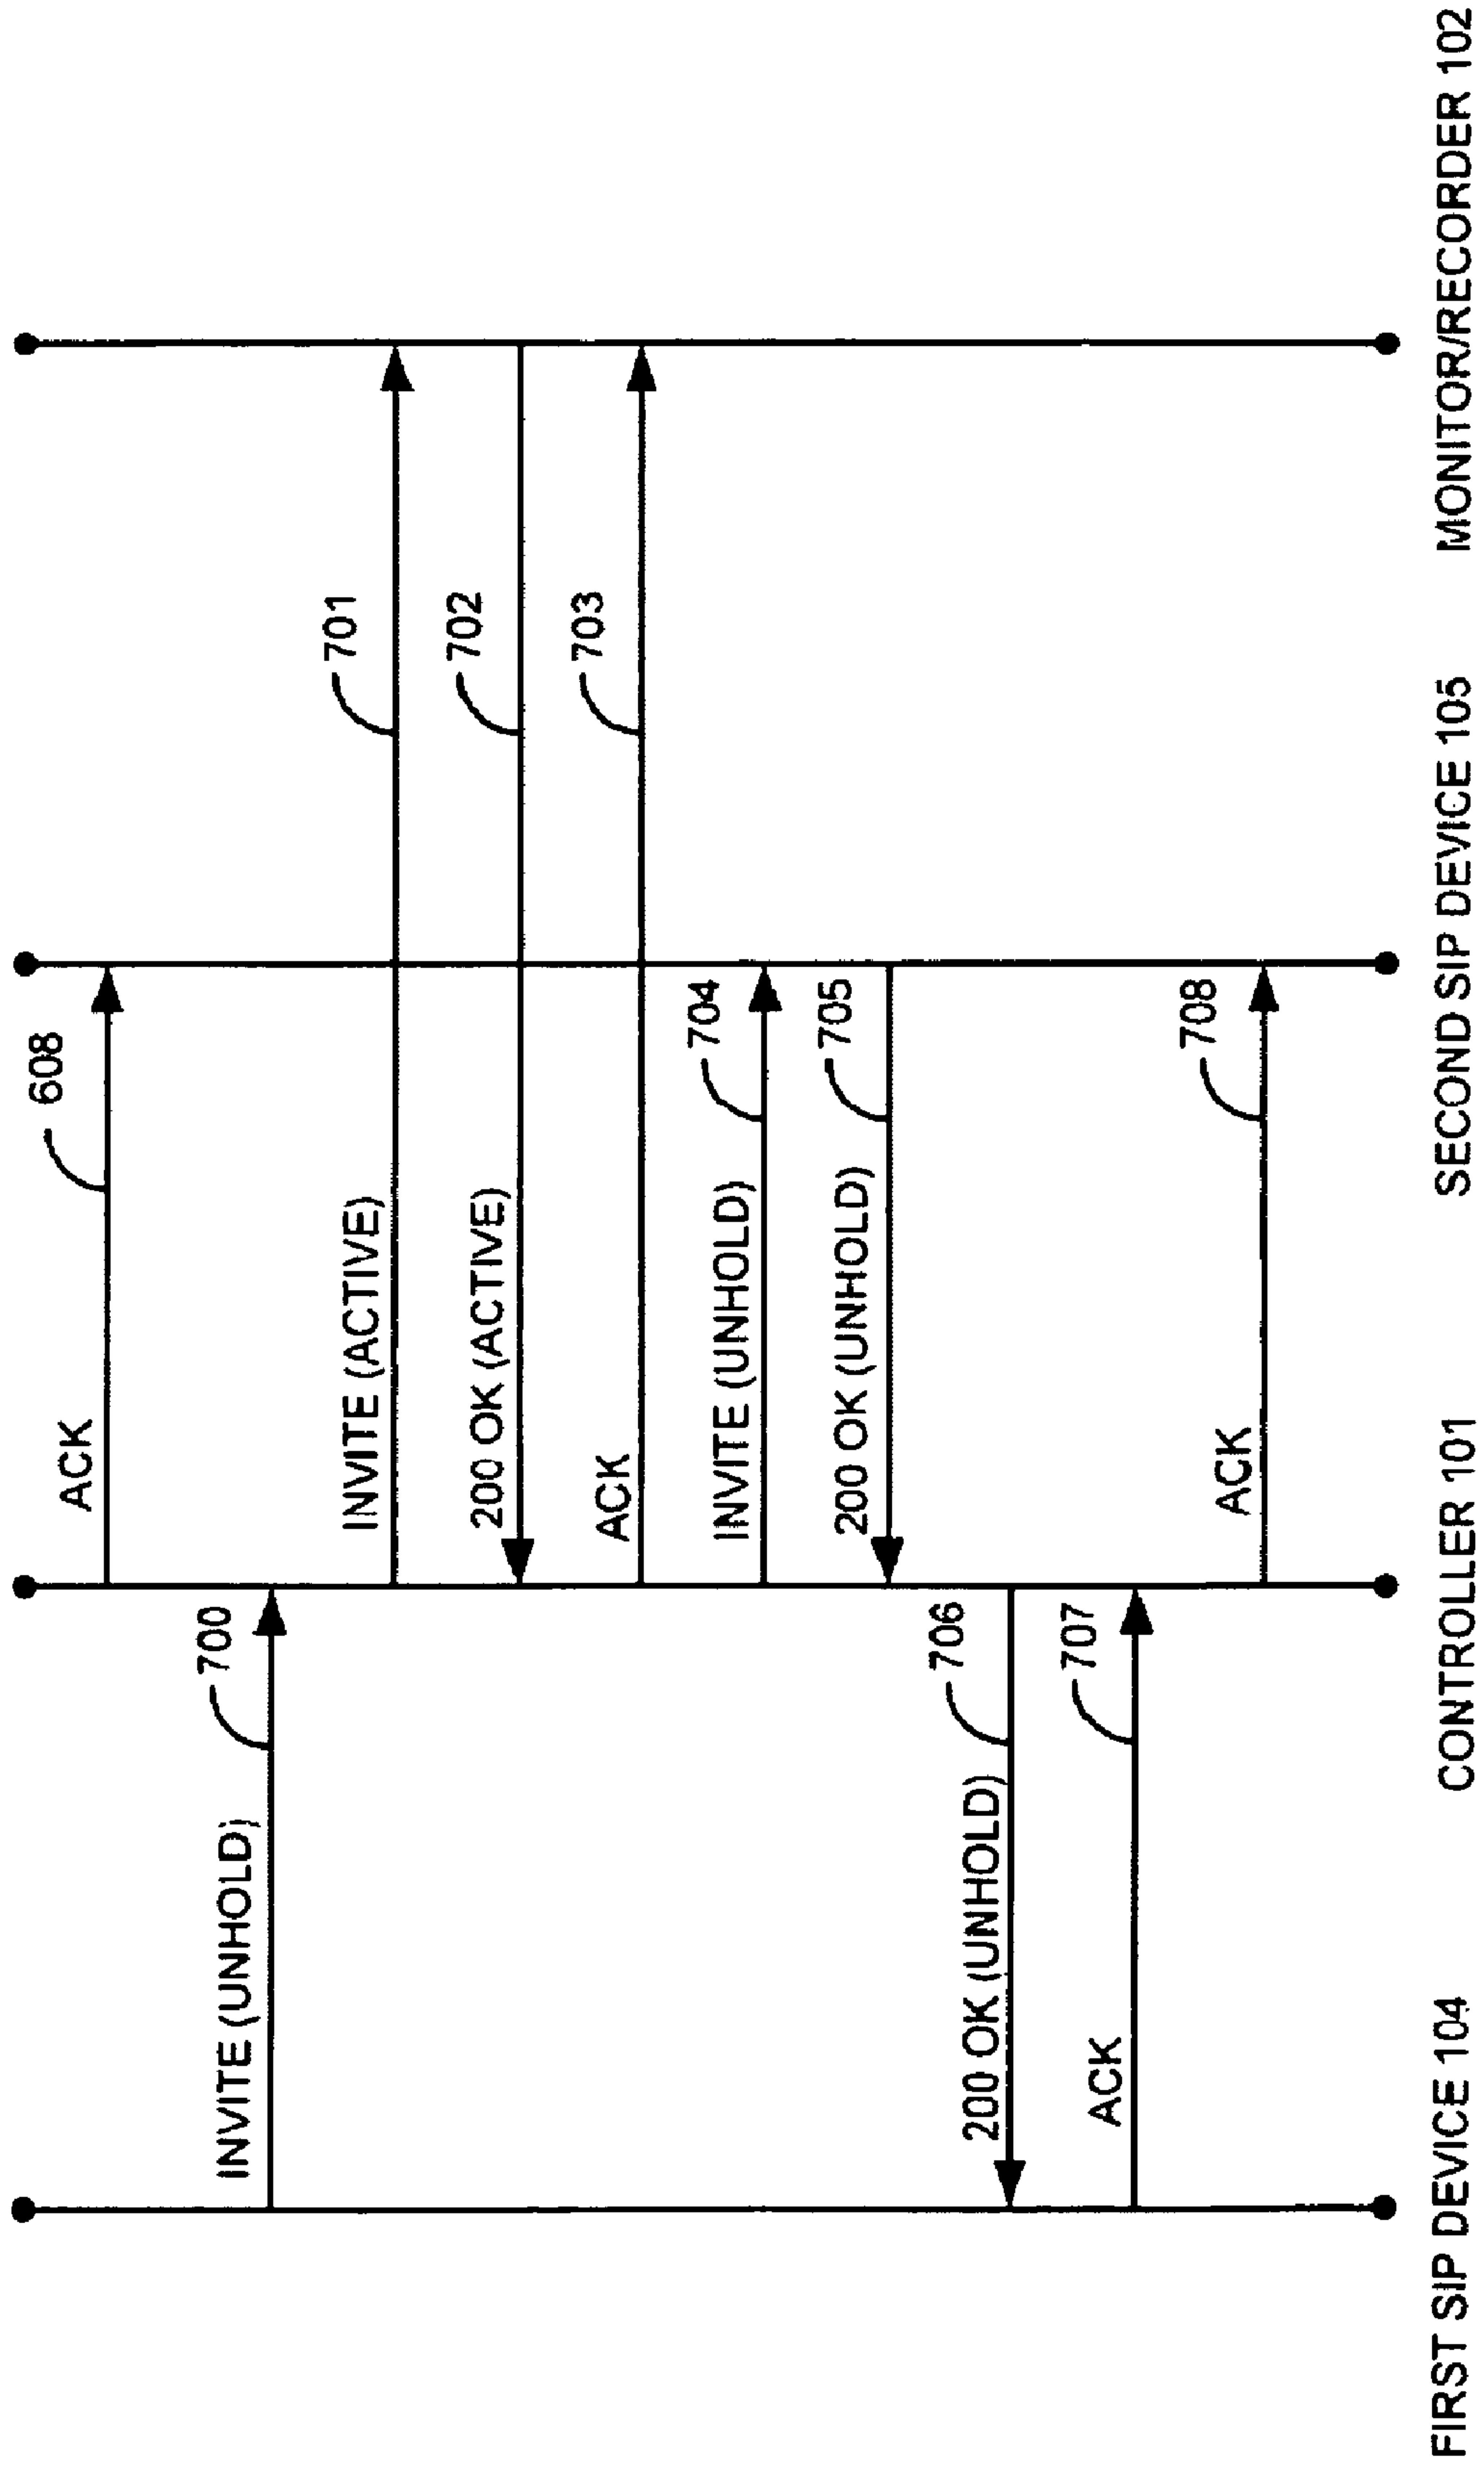 608
ACK
700
INVITE (UNHOLD)
701
INVITE (ACTIVE)
702
200 OK (ACTIVE)
703
ACK
704
INVITE (UNHOLD)
705
200 OK (UNHOLD)
706
200 OK (UNHOLD)
707
ACK
708
ACK
FIRST SIP DEVICE 104
CONTROLLER 101
SECOND SIP DEVICE 105
MONITOR/RECORDER 102